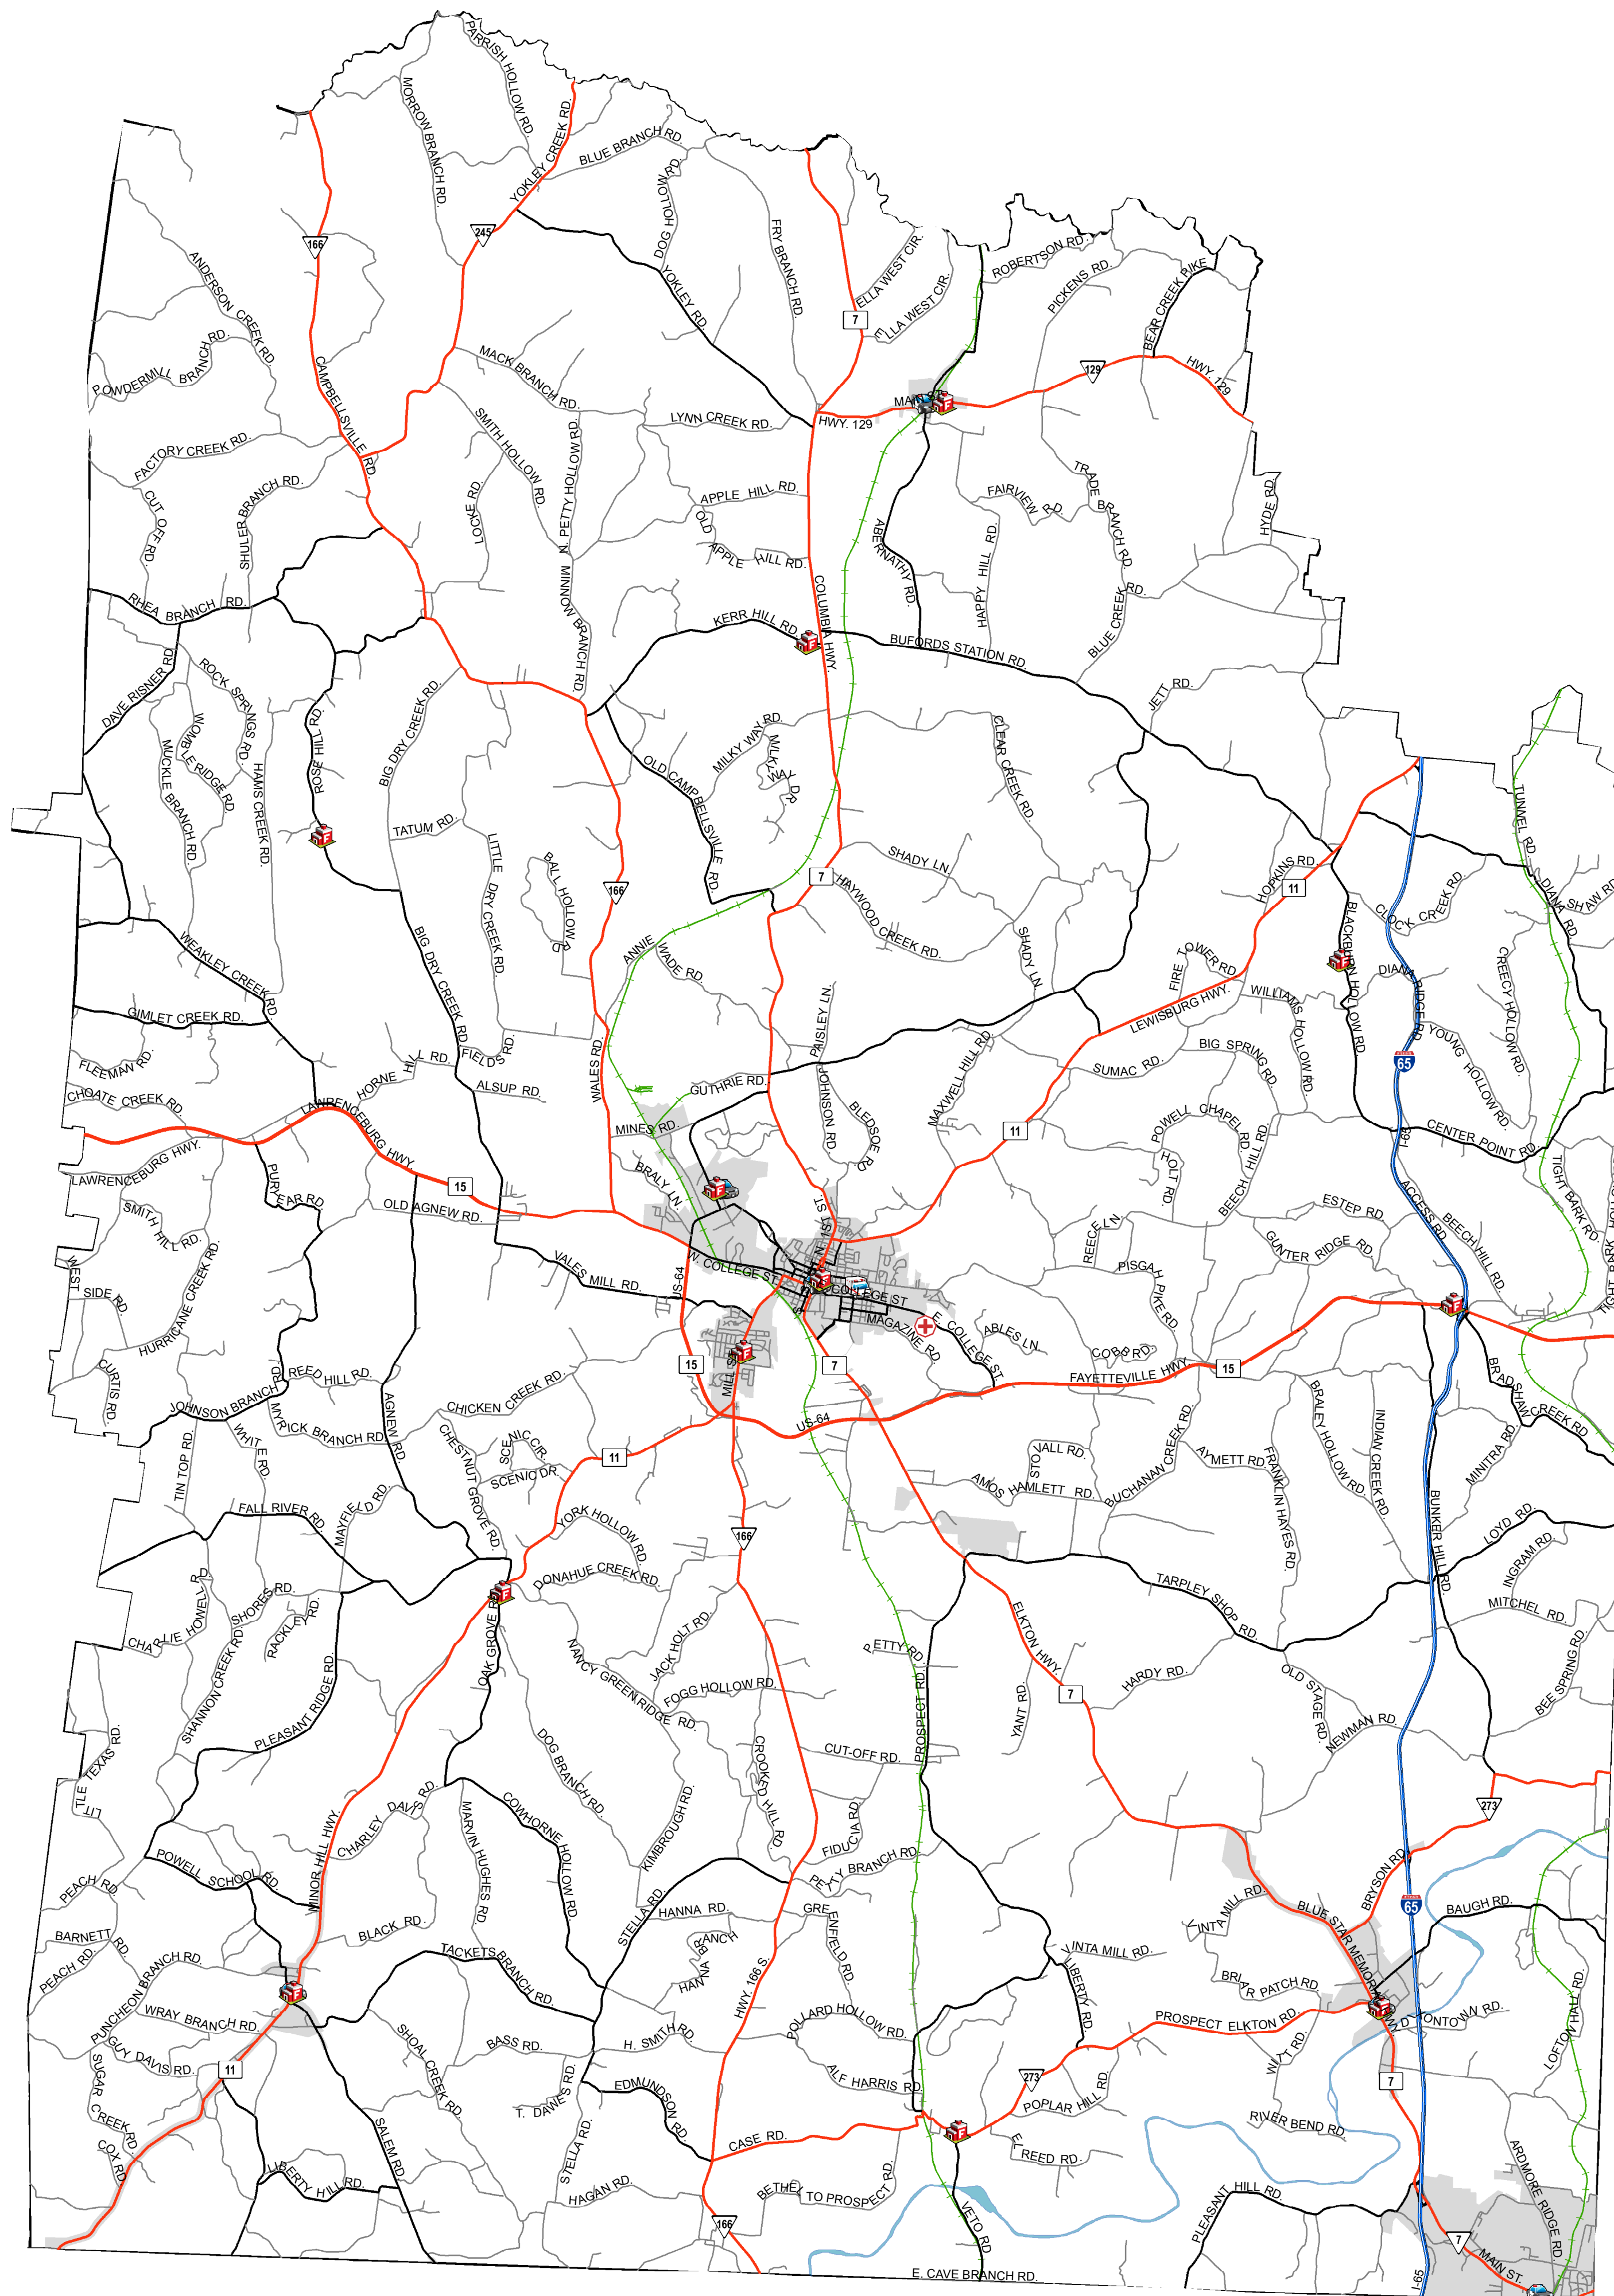 PARRISH HOLLOW RD.
MORROW BRANCH RD.
YOKLEY CREEK RD.
BLUE BRANCH RD.
DOG HOLLOW RD.
FRY BRANCH RD.
245
166
ELLA WEST CIR.
ELLA WEST CIR.
ROBERTSON RD.
PICKENS RD.
BEAR CREEK PIKE
ANDERSON CREEK RD.
YOKLEY RD.
7
POWDERMILL BRANCH RD.
CAMPBELLSVILLE RD.
MACK BRANCH RD.
129
HWY. 129
MAIN ST.
F
SMITH HOLLOW RD.
LYNN CREEK RD.
HWY. 129
FACTORY CREEK RD.
N. PETTY HOLLOW RD.
CUT OFF RD
SHULER BRANCH RD.
LOCKE RD.
APPLE HILL RD.
OLD APPLE HILL RD.
ABERNATHY RD.
FAIRVIEW RD.
TRADE BRANCH RD.
HYDE RD.
HAPPY HILL RD.
MINNOW BRANCH RD.
COLUMBIA HWY.
RHEA BRANCH RD.
KERR HILL RD.
F
BUFORDS STATION RD.
BLUE CREEK RD.
DAVE RISNER RD.
ROCK SPRINGS RD.
WOMBLE RIDGE RD.
MUCKLE BRANCH RD.
HAMS CREEK RD.
ROSE HILL RD.
F
BIG DRY CREEK RD.
JETT RD.
MILKY WAY RD.
MILKY WAY DR.
CLEAR CREEK RD.
OLD CAMPBELLSVILLE RD.
TATUM RD.
LITTLE DRY CREEK RD.
BALL HOLLOW RD
166
7
SHADY LN.
HAYWOOD CREEK RD.
SHADY LN.
HOPKINS RD.
11
TUNNEL RD.
DIANA RD.
SHAW RD
CLOCK CREEK RD.
BLACKBURN HOLLOW RD.
F
DIANA RIDGE RD.
CREECY HOLLOW RD.
YOUNG HOLLOW RD.
FIRE TOWER RD.
WILLIAMS HOLLOW RD.
LEWISBURG HWY.
WEAKLEY CREEK RD.
GIMLET CREEK RD.
BIG DRY CREEK RD.
ANNIE WADE RD.
PAISLEY LN.
FLEEMAN RD.
HORNE HILL RD.
FIELDS RD.
ALSUP RD.
WALES RD.
GUTHRIE RD.
JOHNSON RD.
BLEDSOE RD
MAXWELL HILL RD.
SUMAC RD.
BIG SPRING RD.
65
CHOATE CREEK RD.
LAWRENCEBURG HWY.
MINES RD.
11
POWELL CHAPEL RD.
HOLT RD.
BEECH HILL RD.
I-65
CENTER POINT RD.
TIGHT BARK RD.
LAWRENCEBURG HWY.
PURYEAR RD
15
BRALY LN.
F
OLD AGNEW RD.
SMITH HILL RD.
WEST SIDE RD.
HURRICANE CREEK RD.
VALES MILL RD.
US-64
W. COLLEGE ST.
N. 1ST ST.
F
COLLEGE ST
MAGAZINE RD
E. COLLEGE ST.
ABLES LN.
REECE LN.
PISGAH PIKE RD.
ESTEP RD.
GUNTER RIDGE RD.
ACCESS RD.
BEECH HILL RD.
F
COBB RD.
15
FAYETTEVILLE HWY.
BRADSHAW CREEK RD.
CURTIS RD.
REED HILL RD.
JOHNSON BRANCH RD.
MYRICK BRANCH RD.
AGNEW RD.
CHICKEN CREEK RD.
15
MILL ST.
F
7
US-64
TIN TOP RD.
WHITE RD.
CHESTNUT GROVE RD.
SCENIC CIR.
SCENIC DR.
11
STOVALL RD.
AMOS HAMLETT RD.
BUCHANAN CREEK RD.
AYMETT RD.
FRANKLIN HAYES RD.
BRALEY HOLLOW RD.
INDIAN CREEK RD.
MINITRA RD.
BUNKER HILL RD.
LOYD RD.
INGRAM RD.
MITCHEL RD.
FALL RIVER RD.
MAYFIELD RD.
YORK HOLLOW RD.
166
DONAHUE CREEK RD.
F
OAK GROVE RD.
TARPLEY SHOP RD.
CHARLIE HOWELL RD.
SHORES RD.
RACKLEY RD.
SHANNON CREEK RD.
PLEASANT RIDGE RD.
NANCY GREEN RIDGE RD.
JACK HOLT RD.
FOGG HOLLOW RD.
PETTY RD.
PROSPECT RD.
ELKTON HWY.
7
YANT RD.
HARDY RD.
OLD STAGE RD.
NEWMAN RD.
BEE SPRING RD.
LITTLE TEXAS RD.
DOG BRANCH RD.
CROOKED HILL RD.
CUT-OFF RD.
273
CHARLEY DAVIS RD.
MARVIN HUGHES RD
COWHORNE HOLLOW RD.
KIMBROUGH RD.
FIDUCIA RD.
PETTY BRANCH RD.
MINOR HILL HWY.
POWELL SCHOOL RD
PEACH RD.
BARNETT RD.
PEACH RD.
BLACK RD.
STELLA RD.
HANNA RD.
HANNA BRANCH
GREENFIELD RD.
VINTA MILL RD.
BLUE STAR MEMORIAL HWY
BRYSON RD.
65
BAUGH RD.
PUNCHEON BRANCH RD.
F
TACKETS BRANCH RD.
HWY. 166 S.
VINTA MILL RD.
LIBERTY RD.
BRIAR PATCH RD
WRAY BRANCH RD.
GUY DAVIS RD.
SUGAR CREEK RD.
11
SHOAL CREEK RD.
BASS RD.
H. SMITH RD.
POLLARD HOLLOW RD.
PROSPECT ELKTON RD.
F
WITT RD.
LOFTON HALL RD.
T. DAWES RD.
EDMUNDSON RD.
ALF HARRIS RD.
273
POPLAR HILL RD.
7
COX RD.
SALEM RD.
CASE RD.
F
EL REED RD.
RIVER BEND RD.
LIBERTY HILL RD.
STELLA RD.
HAGAN RD.
BETHEL TO PROSPECT RD.
VETO RD
PLEASANT HILL RD.
ARDMORE RIDGE RD.
166
7
MAIN ST.
I-65
E. CAVE BRANCH RD.